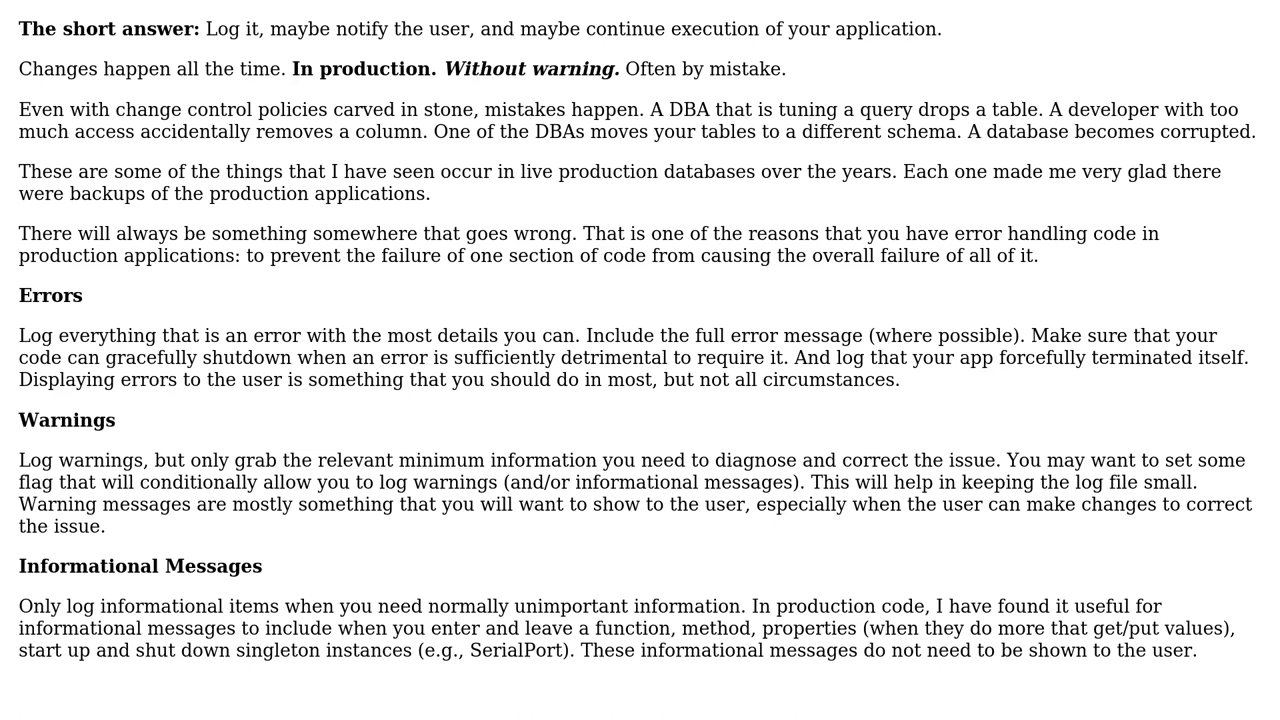 The short answer: Log it, maybe notify the user, and maybe continue execution of your application.
Changes happen all the time. In production. Without warning. Often by mistake.
Even with change control policies carved in stone, mistakes happen. A DBA that is tuning a query drops a table. A developer with too
much access accidentally removes a column. One of the DBAs moves your tables to a different schema. A database becomes corrupted.
These are some of the things that I have seen occur in live production databases over the years. Each one made me very glad there
were backups of the production applications.
There will always be something somewhere that goes wrong. That is one of the reasons that you have error handling code in
production applications: to prevent the failure of one section of code from causing the overall failure of all of it.
Errors
Log everything that is an error with the most details you can. Include the full error message (where possible). Make sure that your
code can gracefully shutdown when an error is sufficiently detrimental to require it. And log that your app forcefully terminated itself.
Displaying errors to the user is something that you should do in most, but not all circumstances.
Warnings
Log warnings, but only grab the relevant minimum information you need to diagnose and correct the issue. You may want to set some
flag that will conditionally allow you to log warnings (and/or informational messages). This will help in keeping the log file small.
Warning messages are mostly something that you will want to show to the user, especially when the user can make changes to correct
the issue.
Informational Messages
Only log informational items when you need normally unimportant information. In production code, I have found it useful for
informational messages to include when you enter and leave a function, method, properties (when they do more that get/put values),
start up and shut down singleton instances (e.g., SerialPort). These informational messages do not need to be shown to the user.